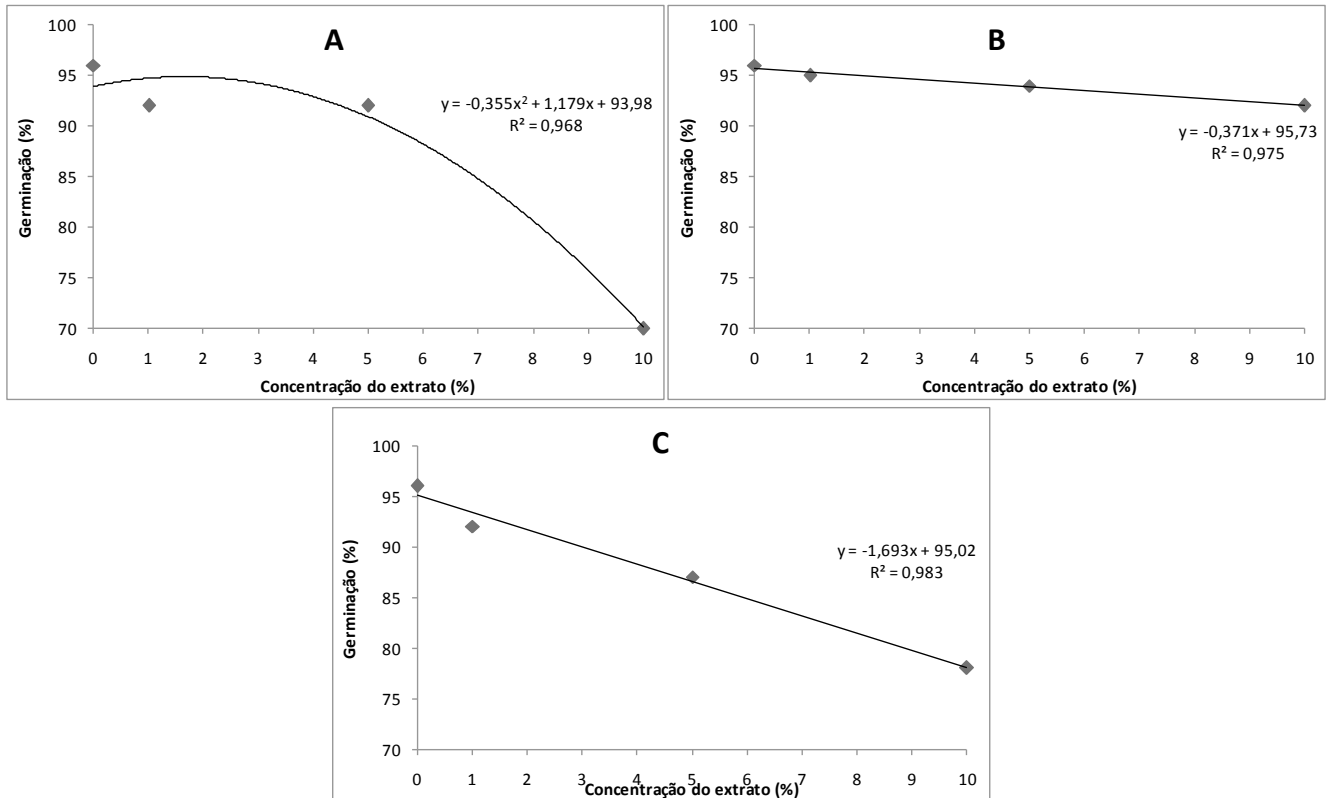 A
100
95
90
85
80
75
70
Germinação (%)
y = -0,355x² + 1,179x + 93,98
R² = 0,968
0 1 2 3 4 5 6 7 8 9 10
Concentração do extrato (%)
B
100
95
90
85
80
75
70
Germinação (%)
y = -0,371x + 95,73
R² = 0,975
0 1 2 3 4 5 6 7 8 9 10
Concentração do extrato (%)
C
100
95
90
85
80
75
70
Germinação (%)
y = -1,693x + 95,02
R² = 0,983
0 1 2 3 4 5 6 7 8 9 10
Concentração do extrato (%)